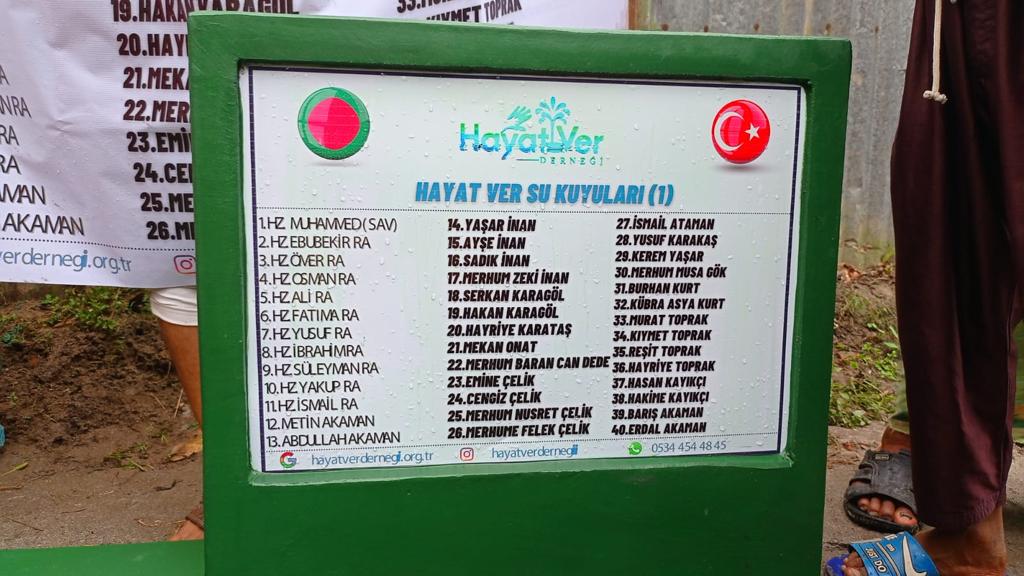 19.HAKAN KARAGÖL
20.HAY
21.MEKA
22.MER
23.EMİN
24.CEN
25.ME
26.M
KIYMET TOPRAK
AKAMAN
verdernegi.org.tr
Hayat Ver
DERNEĞİ
HAYAT VER SU KUYULARI (1)
1.HZ. MUHAMMED(SAV)
2.HZ.EBUBEKİR RA
3.HZ.ÖVER RA
4.HZ.OSMAN RA
5.HZ.ALİ RA
6.HZ.FATIMA RA
7.HZ.YUSUF RA
8.HZ.İBRAHİM RA
9.HZ.SÜLEYMAN RA
10.HZ.YAKUP RA
11.HZ.İSMAİL RA
12.METİN AKAMAN
13.ABDULLAH AKAMAN
14.YAŞAR İNAN
15.AYŞE İNAN
16.SADIK İNAN
17.MERHUM ZEKİ İNAN
18.SERKAN KARAGÖL
19.HAKAN KARAGÖL
20.HAYRİYE KARATAŞ
21.MEKAN ONAT
22.MERHUM BARAN CAN DEDE
23.EMİNE ÇELİK
24.CENGİZ ÇELİK
25.MERHUM NUSRET ÇELİK
26.MERHUME FELEK ÇELİK
27.İSMAİL ATAMAN
28.YUSUF KARAKAŞ
29.KEREM YAŞAR
30.MERHUM MUSA GÖK
31.BURHAN KURT
32.KÜBRA ASYA KURT
33.MURAT TOPRAK
34.KIYMET TOPRAK
35.REŞİT TOPRAK
36.HAYRİYE TOPRAK
37.HASAN KAYIKÇI
38.HAKİME KAYIKÇI
39.BARIŞ AKAMAN
40.ERDAL AKAMAN
hayatverdernegi.org.tr hayatverdernegii 0534 454 48 45
JUST DO